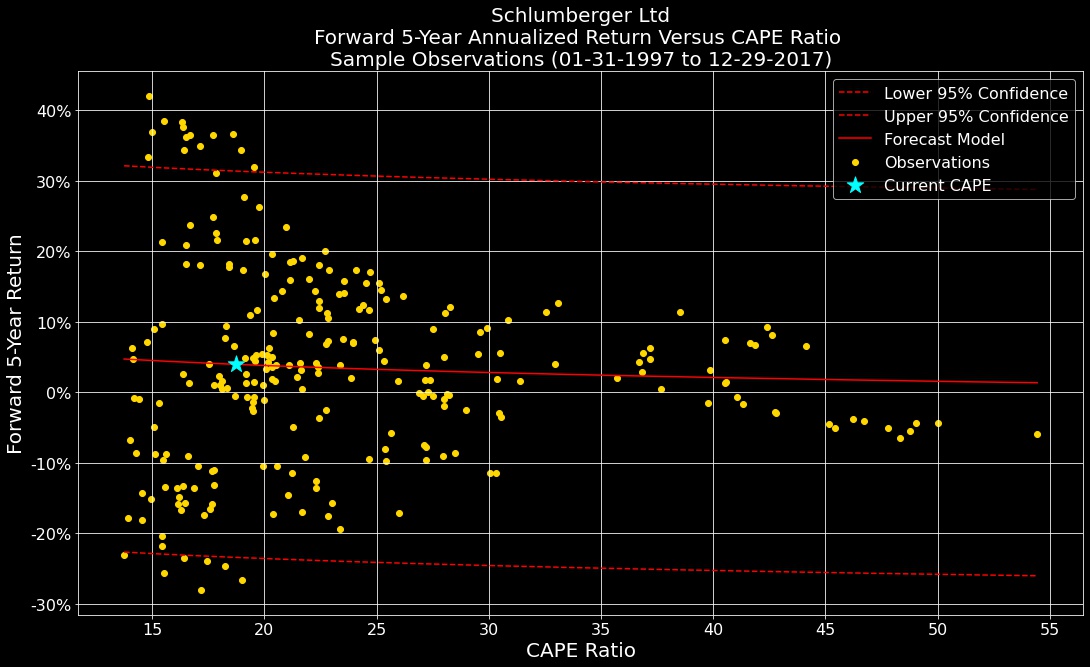 Schlumberger Ltd
Forward 5-Year Annualized Return Versus CAPE Ratio
Sample Observations (01-31-1997 to 12-29-2017)
Lower 95% Confidence
Upper 95% Confidence
Forecast Model
Observations
Current CAPE
Forward 5-Year Return
40%
30%
20%
10%
0%
-10%
-20%
-30%
15 20 25 30 35 40 45 50 55
CAPE Ratio